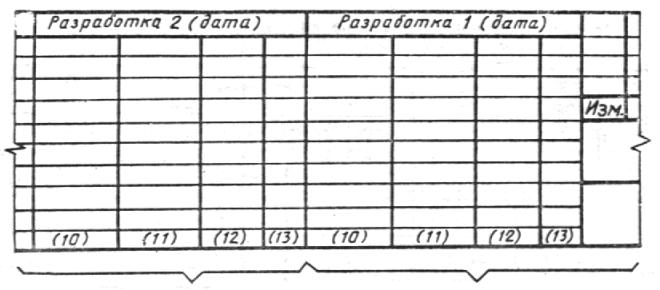 Разработка 2 (дата) Разработка 1 (дата)
Изм.
(10) (11) (12) (13) (10) (11) (12) (13)